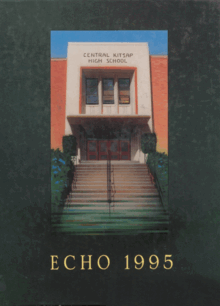 CENTRAL KITSAP
HIGH SCHOOL
ECHO 1995